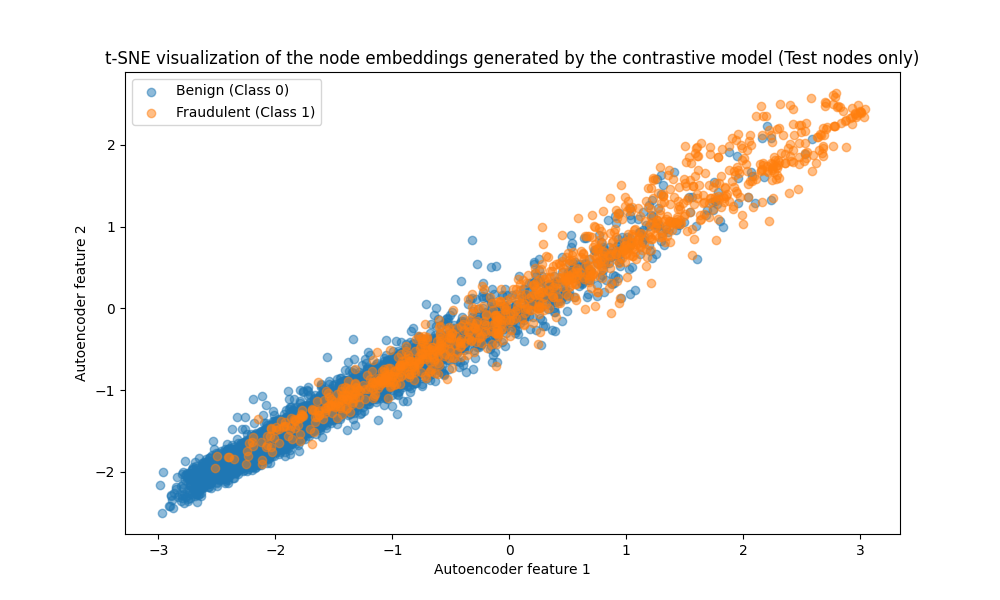 t-SNE visualization of the node embeddings generated by the contrastive model (Test nodes only)
Benign (Class 0)
Fraudulent (Class 1)
Autoencoder feature 2
2
1
0
−1
−2
−3
−2
−1
0
1
2
3
Autoencoder feature 1